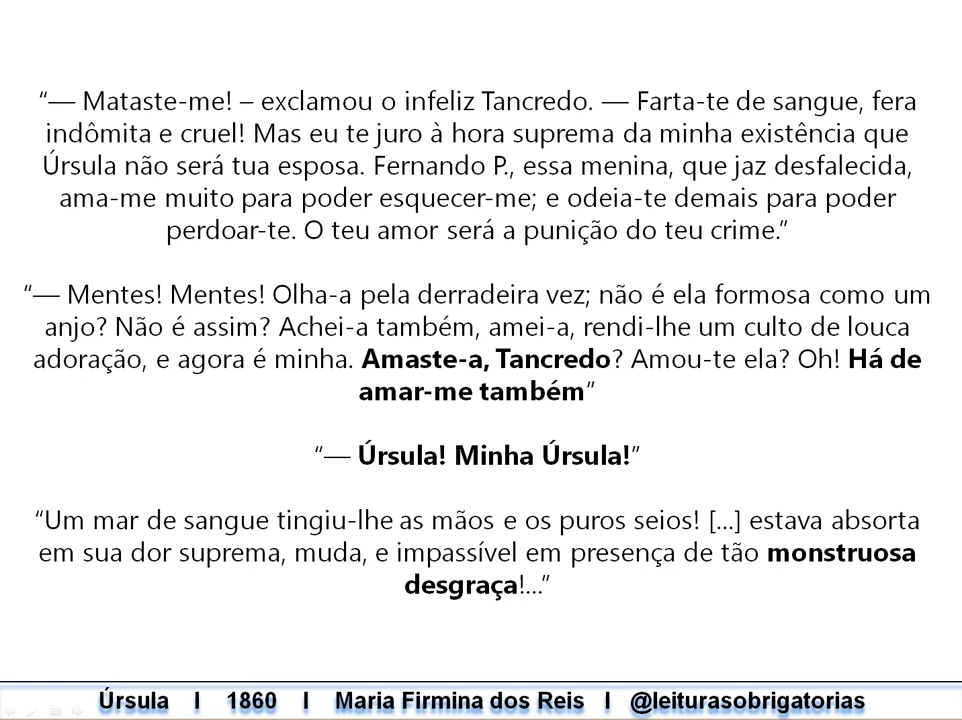 “— Mataste-me! – exclamou o infeliz Tancredo. — Farta-te de sangue, fera
indômita e cruel! Mas eu te juro à hora suprema da minha existência que
Úrsula não será tua esposa. Fernando P., essa menina, que jaz desfalecida,
ama-me muito para poder esquecer-me; e odeia-te demais para poder
perdoar-te. O teu amor será a punição do teu crime.”
“— Mentes! Mentes! Olha-a pela derradeira vez; não é ela formosa como um
anjo? Não é assim? Achei-a também, amei-a, rendi-lhe um culto de louca
adoração, e agora é minha. Amaste-a, Tancredo? Amou-te ela? Oh! Há de
amar-me também”
“— Úrsula! Minha Úrsula!”
“Um mar de sangue tingiu-lhe as mãos e os puros seios! [...] estava absorta
em sua dor suprema, muda, e impassível em presença de tão monstruosa
desgraça!...”
Úrsula I 1860 I Maria Firmina dos Reis I @leiturasobrigatorias